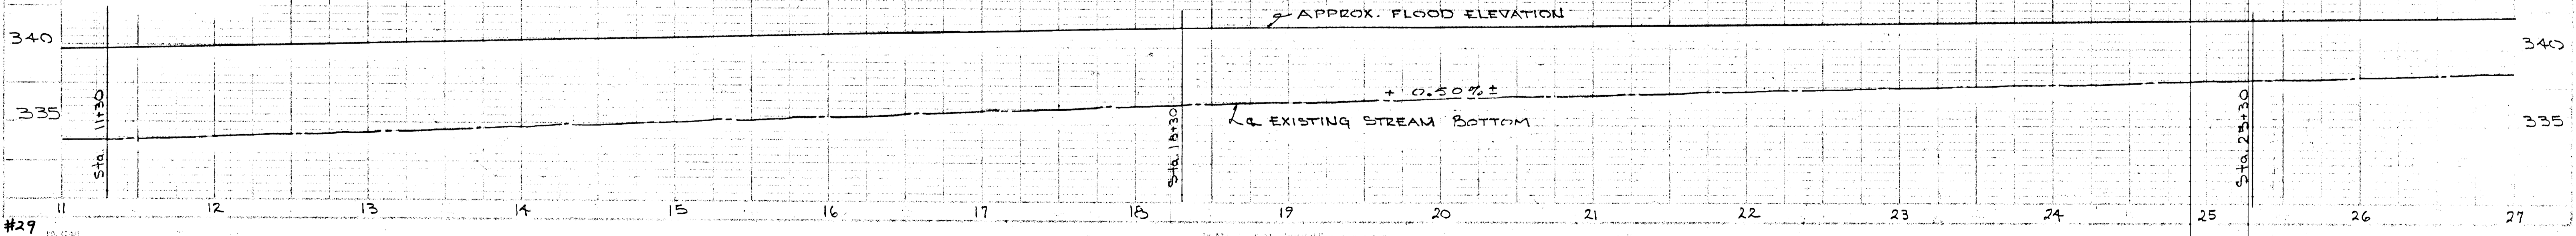 APPROX. FLOOD ELEVATION
340
340
+ 0.50% ±
335
℄ EXISTING STREAM BOTTOM
335
Sta. 11+30
Sta 18+30
Sta 25+30
11 12 13 14 15 16 17 18 19 20 21 22 23 24 25 26 27
#29